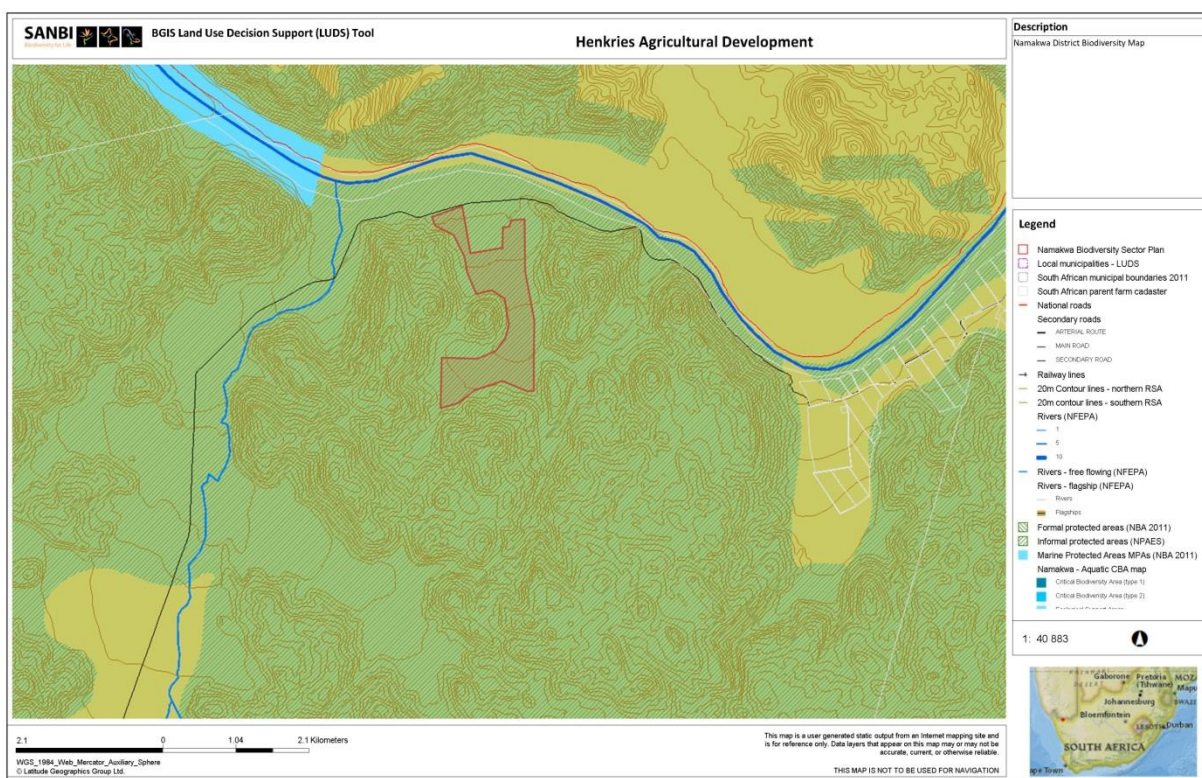 SANBI
Biodiversity for Life
BGIS Land Use Decision Support (LUDS) Tool
Henkries Agricultural Development
Description
Namakwa District Biodiversity Map
Legend
Namakwa Biodiversity Sector Plan
Local municipalities - LUDS
South African municipal boundaries 2011
South African parent farm cadaster
National roads
Secondary roads
ARTERIAL ROUTE
MAIN ROAD
SECONDARY ROAD
Railway lines
20m Contour lines - northern RSA
20m contour lines - southern RSA
Rivers (NFEPA)
1
5
10
Rivers - free flowing (NFEPA)
Rivers - flagship (NFEPA)
Rivers
Flagships
Formal protected areas (NBA 2011)
Informal protected areas (NPAES)
Marine Protected Areas MPAs (NBA 2011)
Namakwa - Aquatic CBA map
Critical Biodiversity Area (type 1)
Critical Biodiversity Area (type 2)
1: 40 883
Gaborone
Pretoria
(Tshwane)
MOZ
DESERT
Johannesburg
Bloemfontein
LESOTHO
Durban
SOUTH AFRICA
ape Town
2.1 0 1.04 2.1 Kilometers
WGS_1984_Web_Mercator_Auxiliary_Sphere
© Latitude Geographics Group Ltd.
This map is a user generated static output from an Internet mapping site and
is for reference only. Data layers that appear on this map may or may not be
accurate, current, or otherwise reliable.
THIS MAP IS NOT TO BE USED FOR NAVIGATION